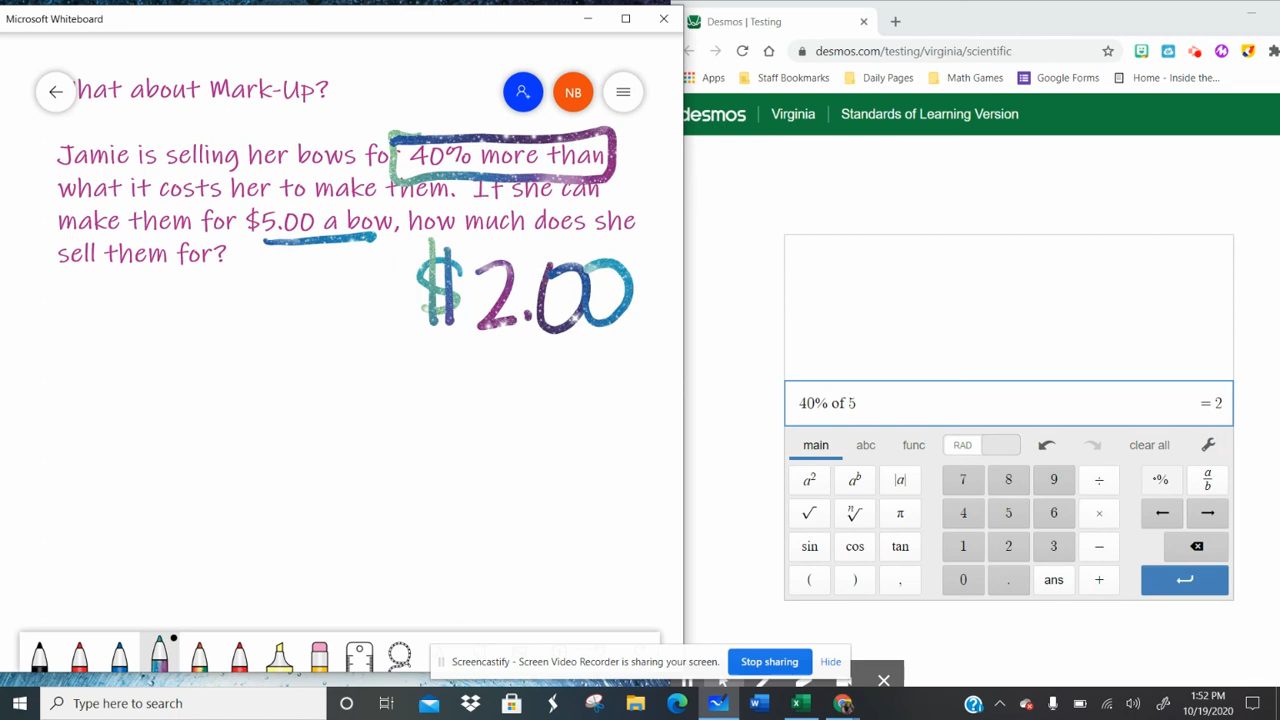 Microsoft Whiteboard
hat about Mark-Up?
NB
Jamie is selling her bows for 40% more than
what it costs her to make them. If she can
make them for $5.00 a bow, how much does she
sell them for?
$2.00
Desmos | Testing
desmos.com/testing/virginia/scientific
Apps
Staff Bookmarks
Daily Pages
Math Games
Google Forms
Home - Inside the...
desmos
Virginia
Standards of Learning Version
40% of 5
= 2
main abc func RAD clear all
a² aᵇ |a| 7 8 9 ÷ % a/b
√ ⁿ√ π 4 5 6 × ← →
sin cos tan 1 2 3 −
( ) , 0 . ans +
Screencastify - Screen Video Recorder is sharing your screen.
Stop sharing
Hide
Type here to search
1:52 PM
10/19/2020